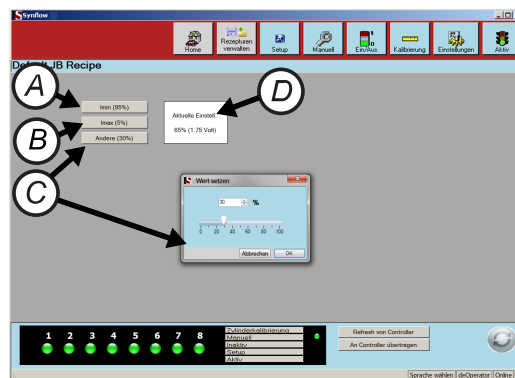 Synflow
Home
Rezepturen
verwalten
Setup
Manuell
Ein/Aus
Kalibrierung
Einstellungen
Aktiv
JB Recipe
A
B
C
D
Imin (95%)
Imax (5%)
Andere (30%)
Aktuelle Einstell..
65% (1.75 Volt)
Wert setzen
30 %
0 20 40 60 80 100
Abbrechen OK
1 2 3 4 5 6 7 8
Zylinderkalibrierung
Manuell
Inaktiv
Setup
Aktiv
Refresh von Controller
An Controller übertragen
Sprache wählen deOperator Online